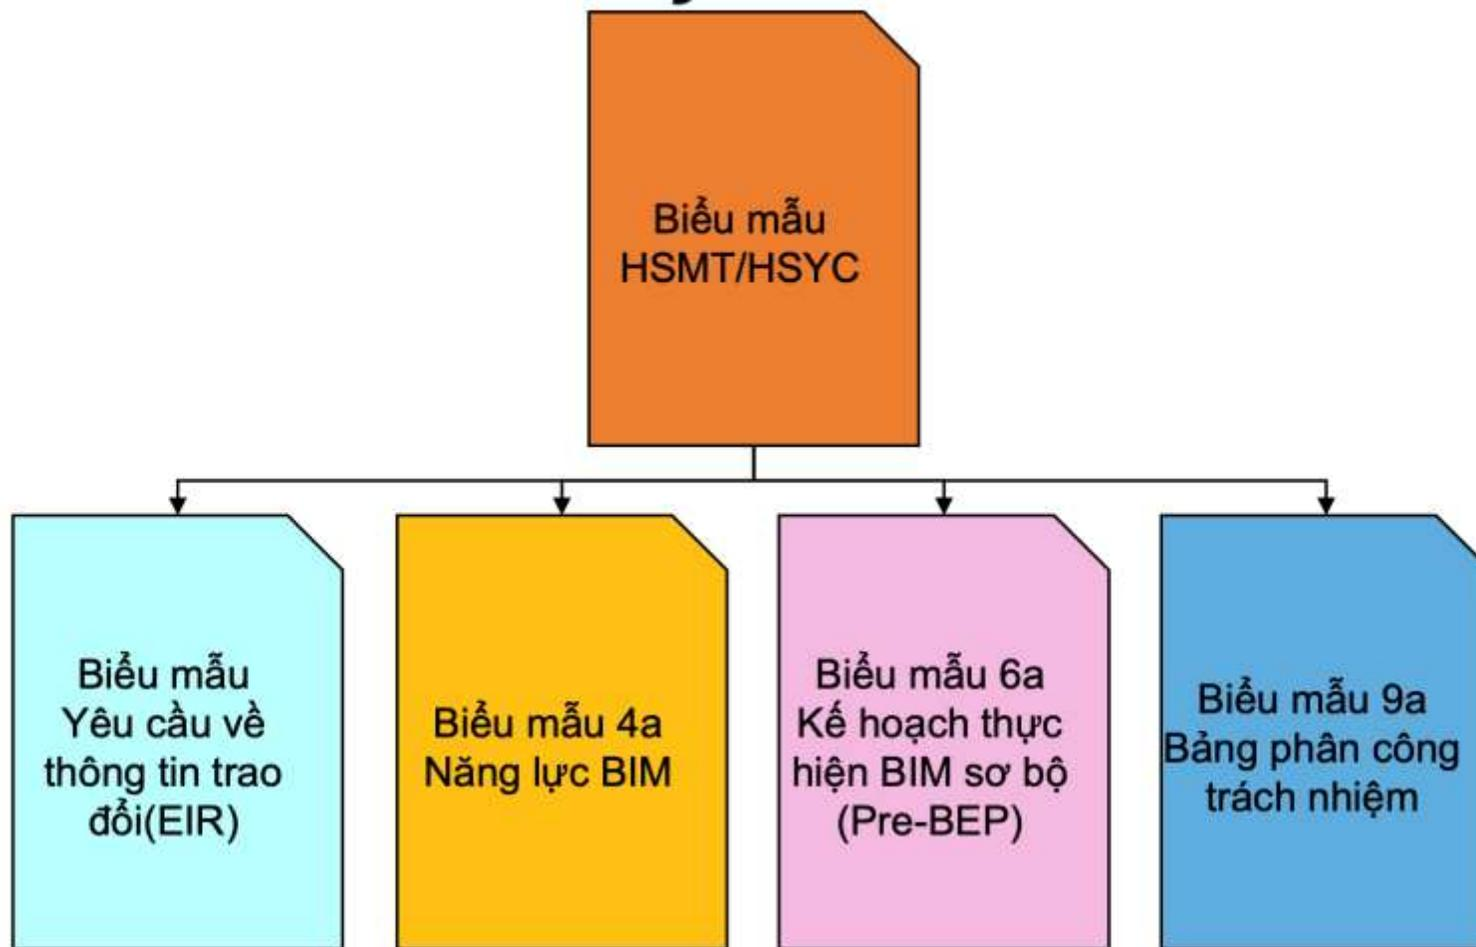 Biểu mẫu
HSMT/HSYC
Biểu mẫu
Yêu cầu về
thông tin trao
đổi(EIR)
Biểu mẫu 4a
Năng lực BIM
Biểu mẫu 6a
Kế hoạch thực
hiện BIM sơ bộ
(Pre-BEP)
Biểu mẫu 9a
Bảng phân công
trách nhiệm